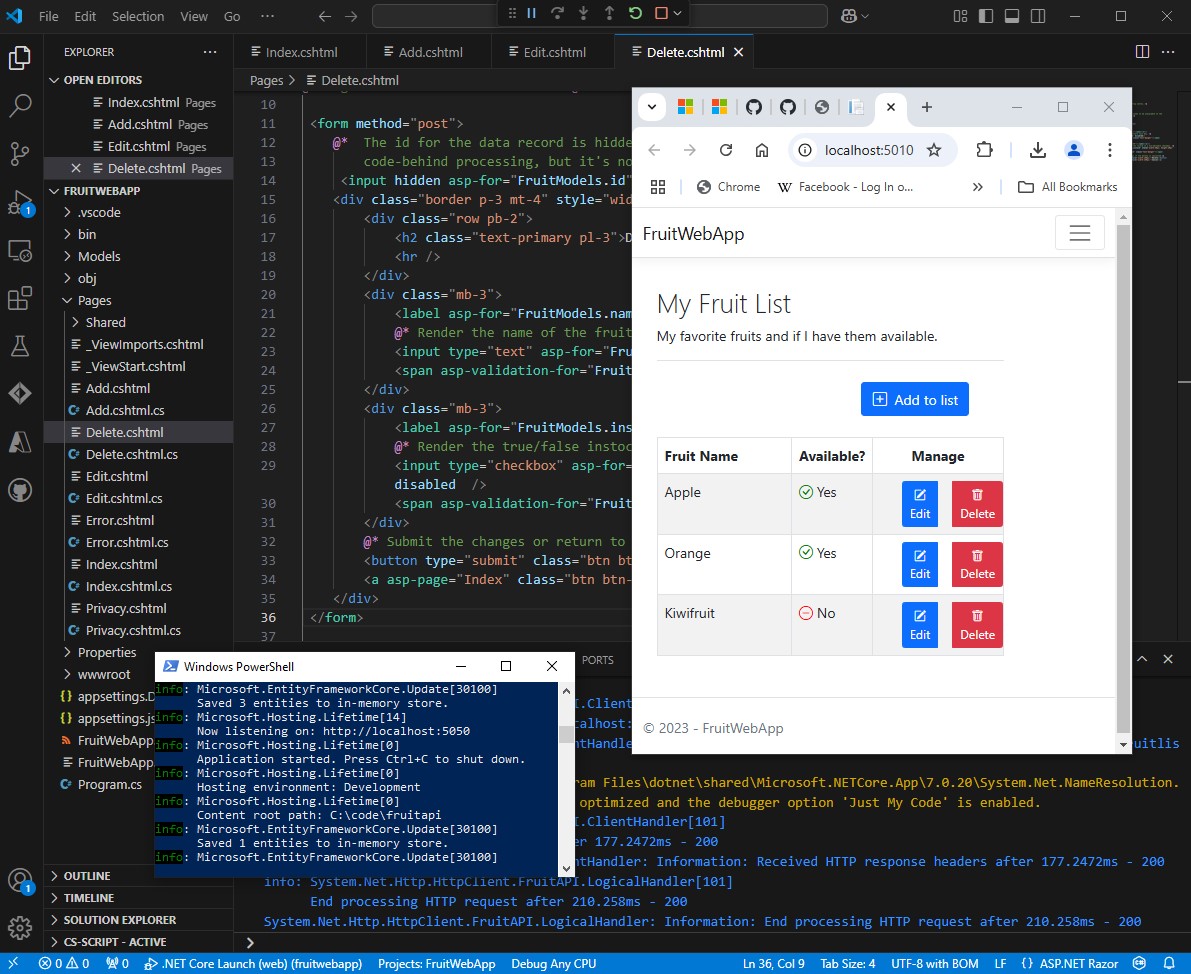 File Edit Selection View Go ···
EXPLORER
OPEN EDITORS
Index.cshtml Pages
Add.cshtml Pages
Edit.cshtml Pages
Delete.cshtml Pages
FRUITWEBAPP
.vscode
bin
Models
obj
Pages
Shared
_ViewImports.cshtml
_ViewStart.cshtml
Add.cshtml
Add.cshtml.cs
Delete.cshtml
Delete.cshtml.cs
Edit.cshtml
Edit.cshtml.cs
Error.cshtml
Error.cshtml.cs
Index.cshtml
Index.cshtml.cs
Privacy.cshtml
Privacy.cshtml.cs
Properties
wwwroot
appsettings.D
appsettings.js
FruitWebApp
FruitWebApp
Program.cs
OUTLINE
TIMELINE
SOLUTION EXPLORER
CS-SCRIPT - ACTIVE
1
1
Index.cshtml Add.cshtml Edit.cshtml Delete.cshtml
Pages > Delete.cshtml
10
11 <form method="post">
12 @* The id for the data record is hidde
13 code-behind processing, but it's no
14 <input hidden asp-for="FruitModels.id"
15 <div class="border p-3 mt-4" style="wid
16 <div class="row pb-2">
17 <h2 class="text-primary pl-3">D
18 <hr />
19 </div>
20 <div class="mb-3">
21 <label asp-for="FruitModels.nam
22 @* Render the name of the fruit
23 <input type="text" asp-for="Fru
24 <span asp-validation-for="Fruit
25 </div>
26 <div class="mb-3">
27 <label asp-for="FruitModels.ins
28 @* Render the true/false instoc
29 <input type="checkbox" asp-for=
disabled />
30 <span asp-validation-for="Fruit
31 </div>
32 @* Submit the changes or return to
33 <button type="submit" class="btn bt
34 <a asp-page="Index" class="btn btn-
35 </div>
36 </form>
37
localhost:5010
Chrome Facebook - Log In o... All Bookmarks
FruitWebApp
My Fruit List
My favorite fruits and if I have them available.
Add to list
Fruit Name Available? Manage
Apple Yes Edit Delete
Orange Yes Edit Delete
Kiwifruit No Edit Delete
© 2023 - FruitWebApp
Windows PowerShell
info: Microsoft.EntityFrameworkCore.Update[30100]
Saved 3 entities to in-memory store.
info: Microsoft.Hosting.Lifetime[14]
Now listening on: http://localhost:5050
info: Microsoft.Hosting.Lifetime[0]
Application started. Press Ctrl+C to shut down.
info: Microsoft.Hosting.Lifetime[0]
Hosting environment: Development
info: Microsoft.Hosting.Lifetime[0]
Content root path: C:\code\fruitapi
info: Microsoft.EntityFrameworkCore.Update[30100]
Saved 1 entities to in-memory store.
info: Microsoft.EntityFrameworkCore.Update[30100]
PORTS
I.Client
calhost:
ntHandle
uitlis
ram Files\dotnet\shared\Microsoft.NETCore.App\7.0.20\System.Net.NameResolution.
optimized and the debugger option 'Just My Code' is enabled.
I.ClientHandler[101]
er 177.2472ms - 200
entHandler: Information: Received HTTP response headers after 177.2472ms - 200
info: System.Net.Http.HttpClient.FruitAPI.LogicalHandler[101]
End processing HTTP request after 210.258ms - 200
System.Net.Http.HttpClient.FruitAPI.LogicalHandler: Information: End processing HTTP request after 210.258ms - 200
0 0 0 .NET Core Launch (web) (fruitwebapp) Projects: FruitWebApp Debug Any CPU Ln 36, Col 9 Tab Size: 4 UTF-8 with BOM LF { } ASP.NET Razor